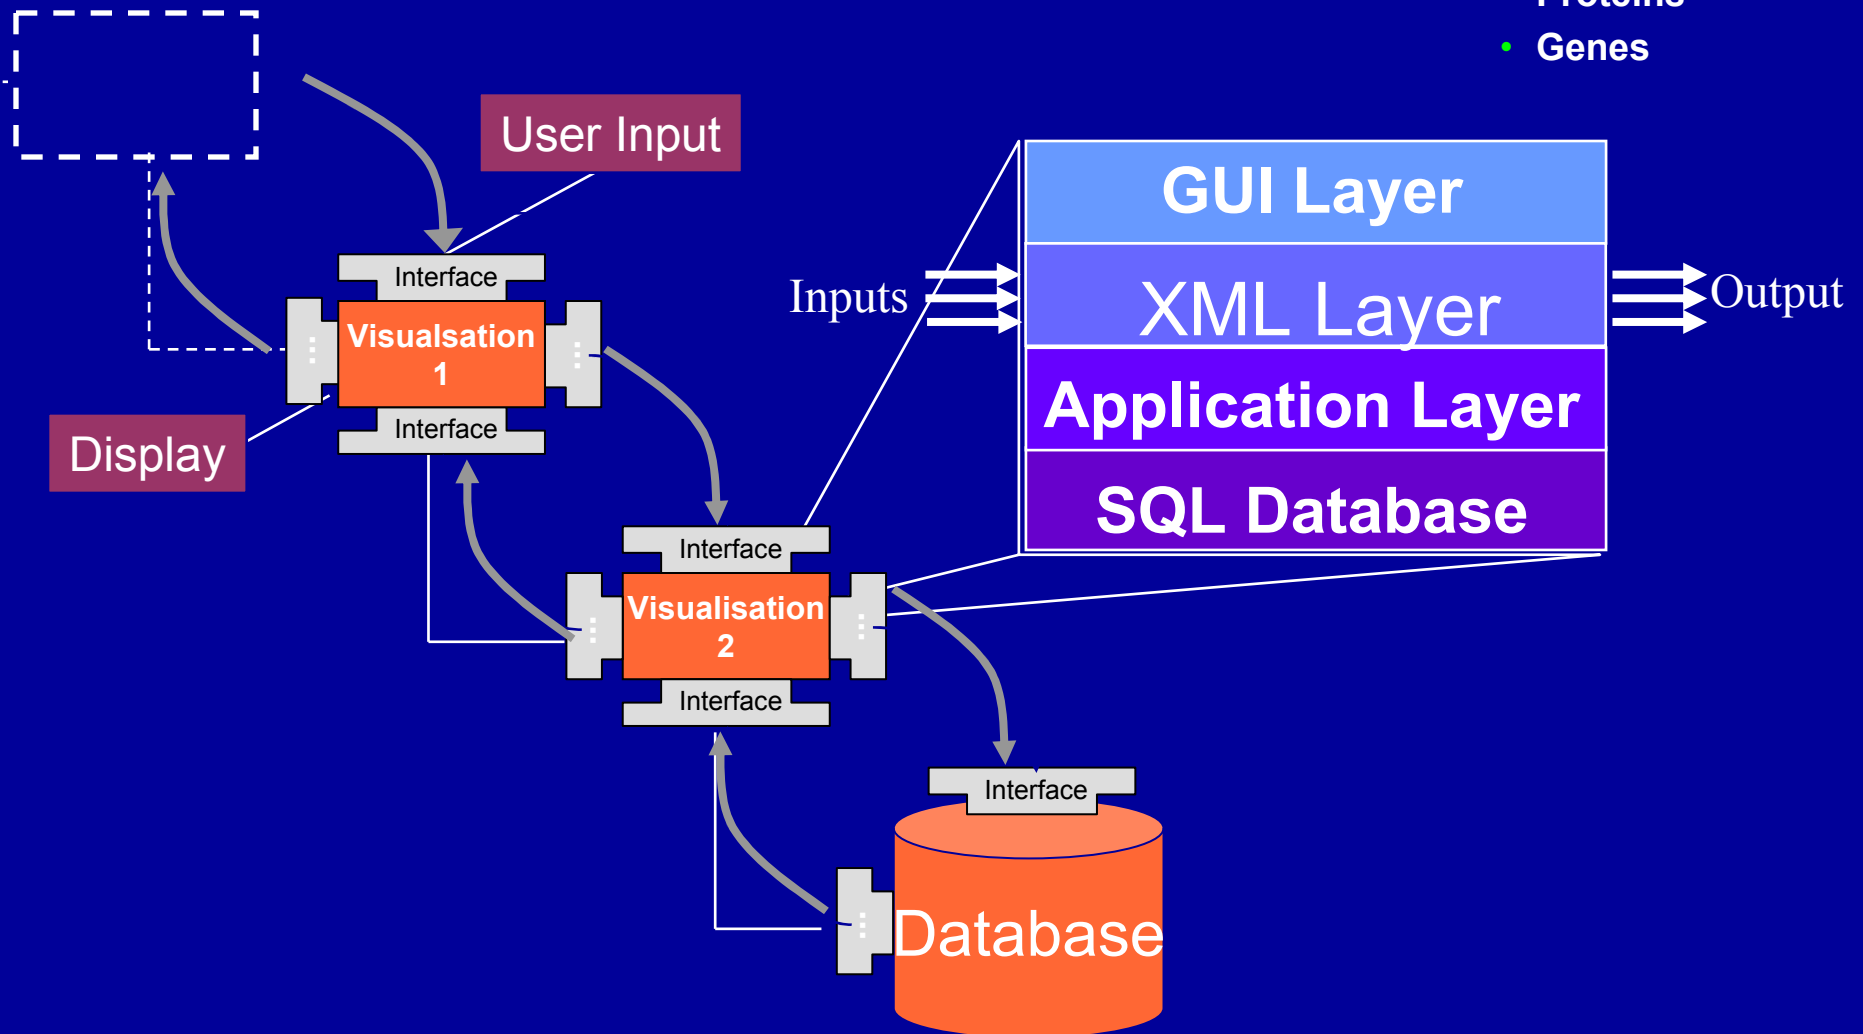 Proteins
• Genes
User Input
GUI Layer
Interface
Inputs
XML Layer
Output
Visualsation
1
Display
Interface
Application Layer
SQL Database
Interface
Visualisation
2
Interface
Interface
Database